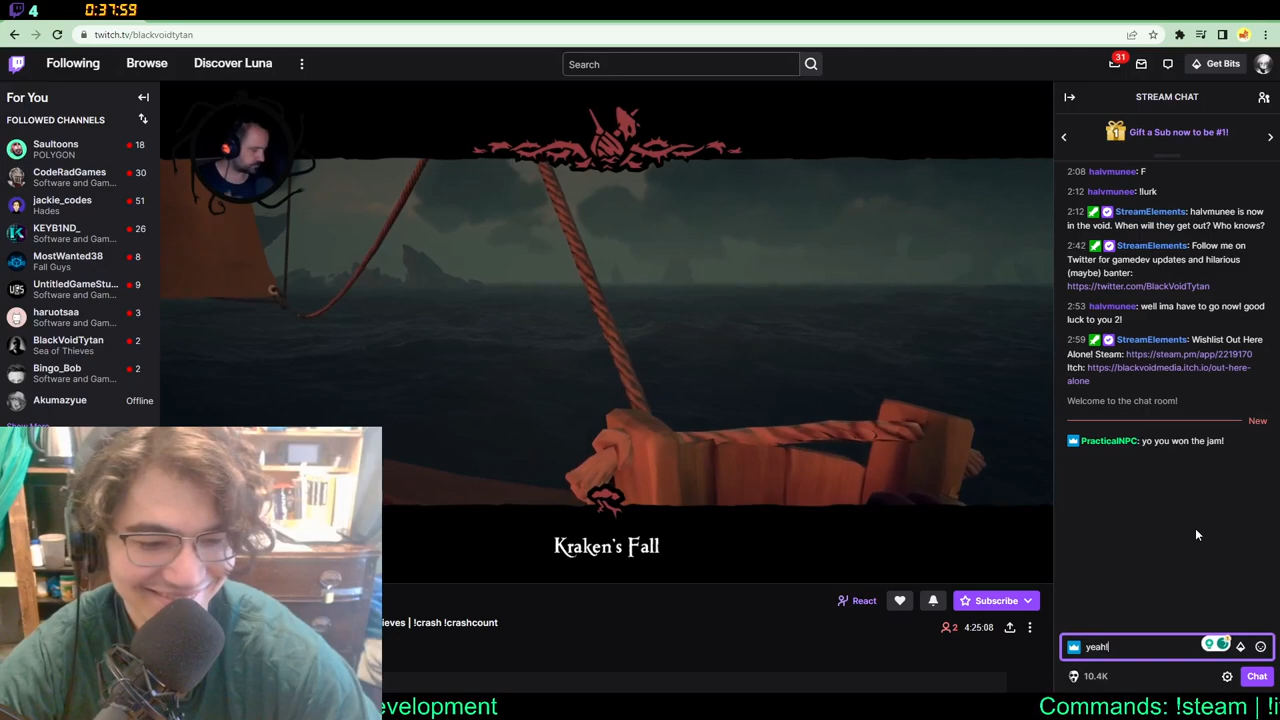 4
0:37:59
twitch.tv/blackvoidtytan
Following
Browse
Discover Luna
Search
31
Get Bits
For You
FOLLOWED CHANNELS
Saultoons
18
POLYGON
CodeRadGames
30
Software and Gam...
jackie_codes
51
Hades
KEYB1ND_
26
Software and Gam...
MostWanted38
8
Fall Guys
UntitledGameStu...
9
Software and Gam...
haruotsaa
3
Software and Gam...
BlackVoidTytan
2
Sea of Thieves
Bingo_Bob
2
Software and Gam...
Akumazyue
Offline
Kraken's Fall
React
Subscribe
ieves | !crash !crashcount
2
4:25:08
STREAM CHAT
1
Gift a Sub now to be #1!
2:08 halvmunee: F
2:12 halvmunee: !lurk
2:12 StreamElements: halvmunee is now
in the void. When will they get out? Who knows?
2:42 StreamElements: Follow me on
Twitter for gamedev updates and hilarious
(maybe) banter:
https://twitter.com/BlackVoidTytan
2:53 halvmunee: well ima have to go now! good
luck to you 2!
2:59 StreamElements: Wishlist Out Here
Alone! Steam: https://steam.pm/app/2219170
Itch: https://blackvoidmedia.itch.io/out-here-
alone
Welcome to the chat room!
New
PracticalNPC: yo you won the jam!
yeah!
10.4K
Chat
evelopment
Commands: !steam | !i